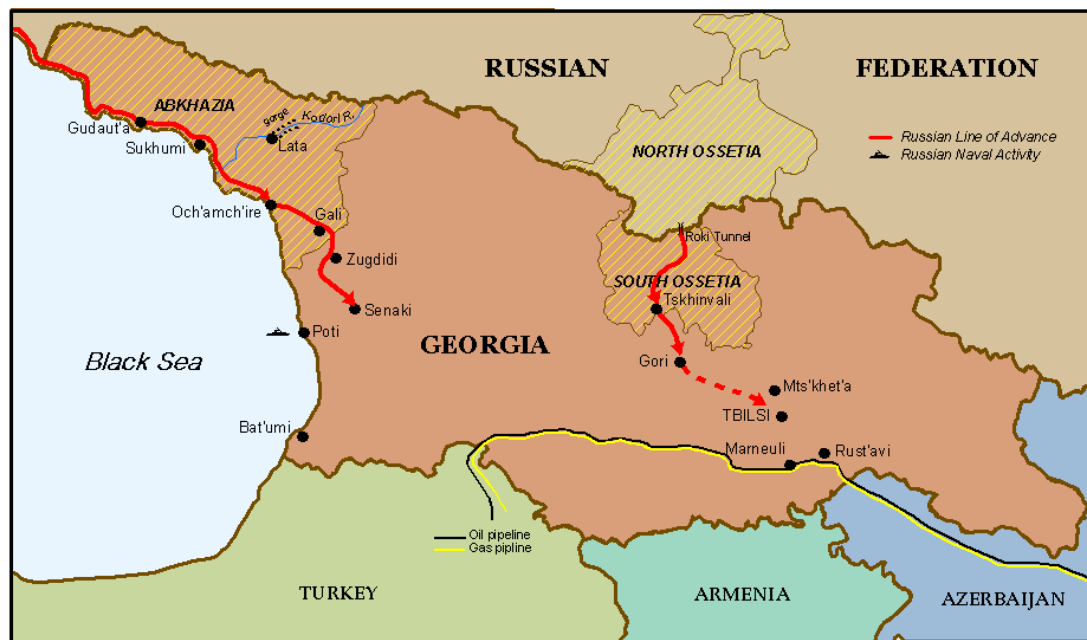 RUSSIAN FEDERATION
ABKHAZIA
gorge
Kodori R.
Gudaut'a
Sukhumi
Lata
Russian Line of Advance
Russian Naval Activity
NORTH OSSETIA
Och'amch'ire
Gali
Roki Tunnel
Zugdidi
SOUTH OSSETIA
Tskhinvali
Senaki
Poti
Black Sea
GEORGIA
Gori
Mts'khet'a
TBILSI
Bat'umi
Marneuli
Rust'avi
Oil pipeline
Gas pipline
TURKEY
ARMENIA
AZERBAIJAN